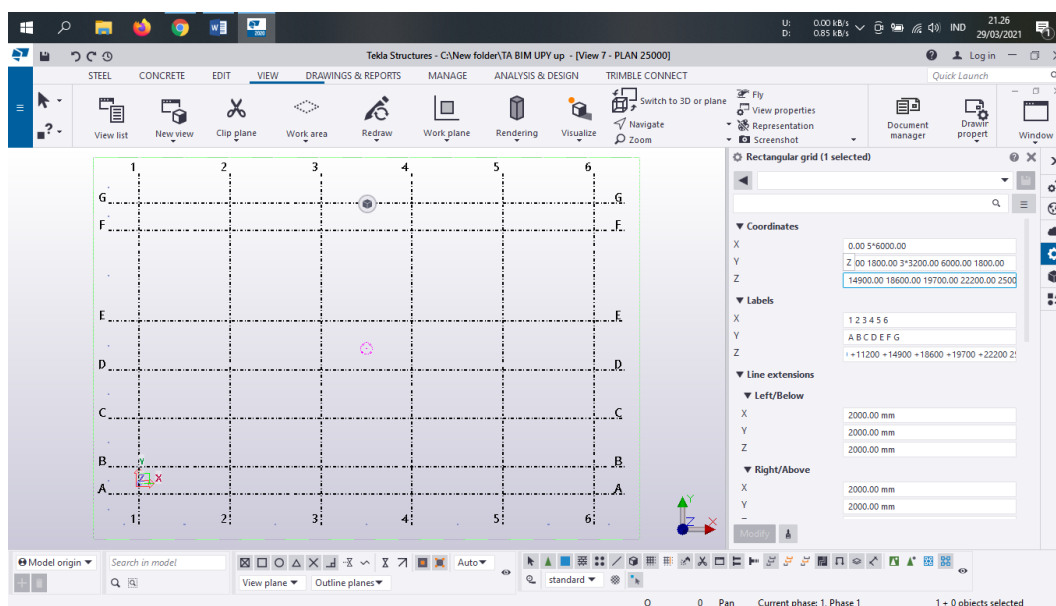 U: 0.00 kB/s
D: 0.85 kB/s
IND
21.26
29/03/2021
2020
Tekla Structures - C:\New folder\TA BIM UPY up - [View 7 - PLAN 25000]
Log in
STEEL CONCRETE EDIT VIEW DRAWINGS & REPORTS MANAGE ANALYSIS & DESIGN TRIMBLE CONNECT
Quick Launch
View list
New view
Clip plane
Work area
Redraw
Work plane
Rendering
Visualize
Switch to 3D or plane
Navigate
Zoom
Fly
View properties
Representation
Screenshot
Document manager
Drawir propert
Window
1 2 3 4 5 6
G G
F F
E E
D D
C C
B B
A A
1 2 3 4 5 6
Y
Z X
Y
Z X
Rectangular grid (1 selected)
Coordinates
X 0.00 5*6000.00
Y Z 00 1800.00 3*3200.00 6000.00 1800.00
Z 14900.00 18600.00 19700.00 22200.00 2500
Labels
X 1 2 3 4 5 6
Y A B C D E F G
Z +11200 +14900 +18600 +19700 +22200 2
Line extensions
Left/Below
X 2000.00 mm
Y 2000.00 mm
Z 2000.00 mm
Right/Above
X 2000.00 mm
Y 2000.00 mm
Modify
Model origin
Search in model
Auto
View plane
Outline planes
standard
O 0 Pan Current phase: 1, Phase 1 1 + 0 objects selected